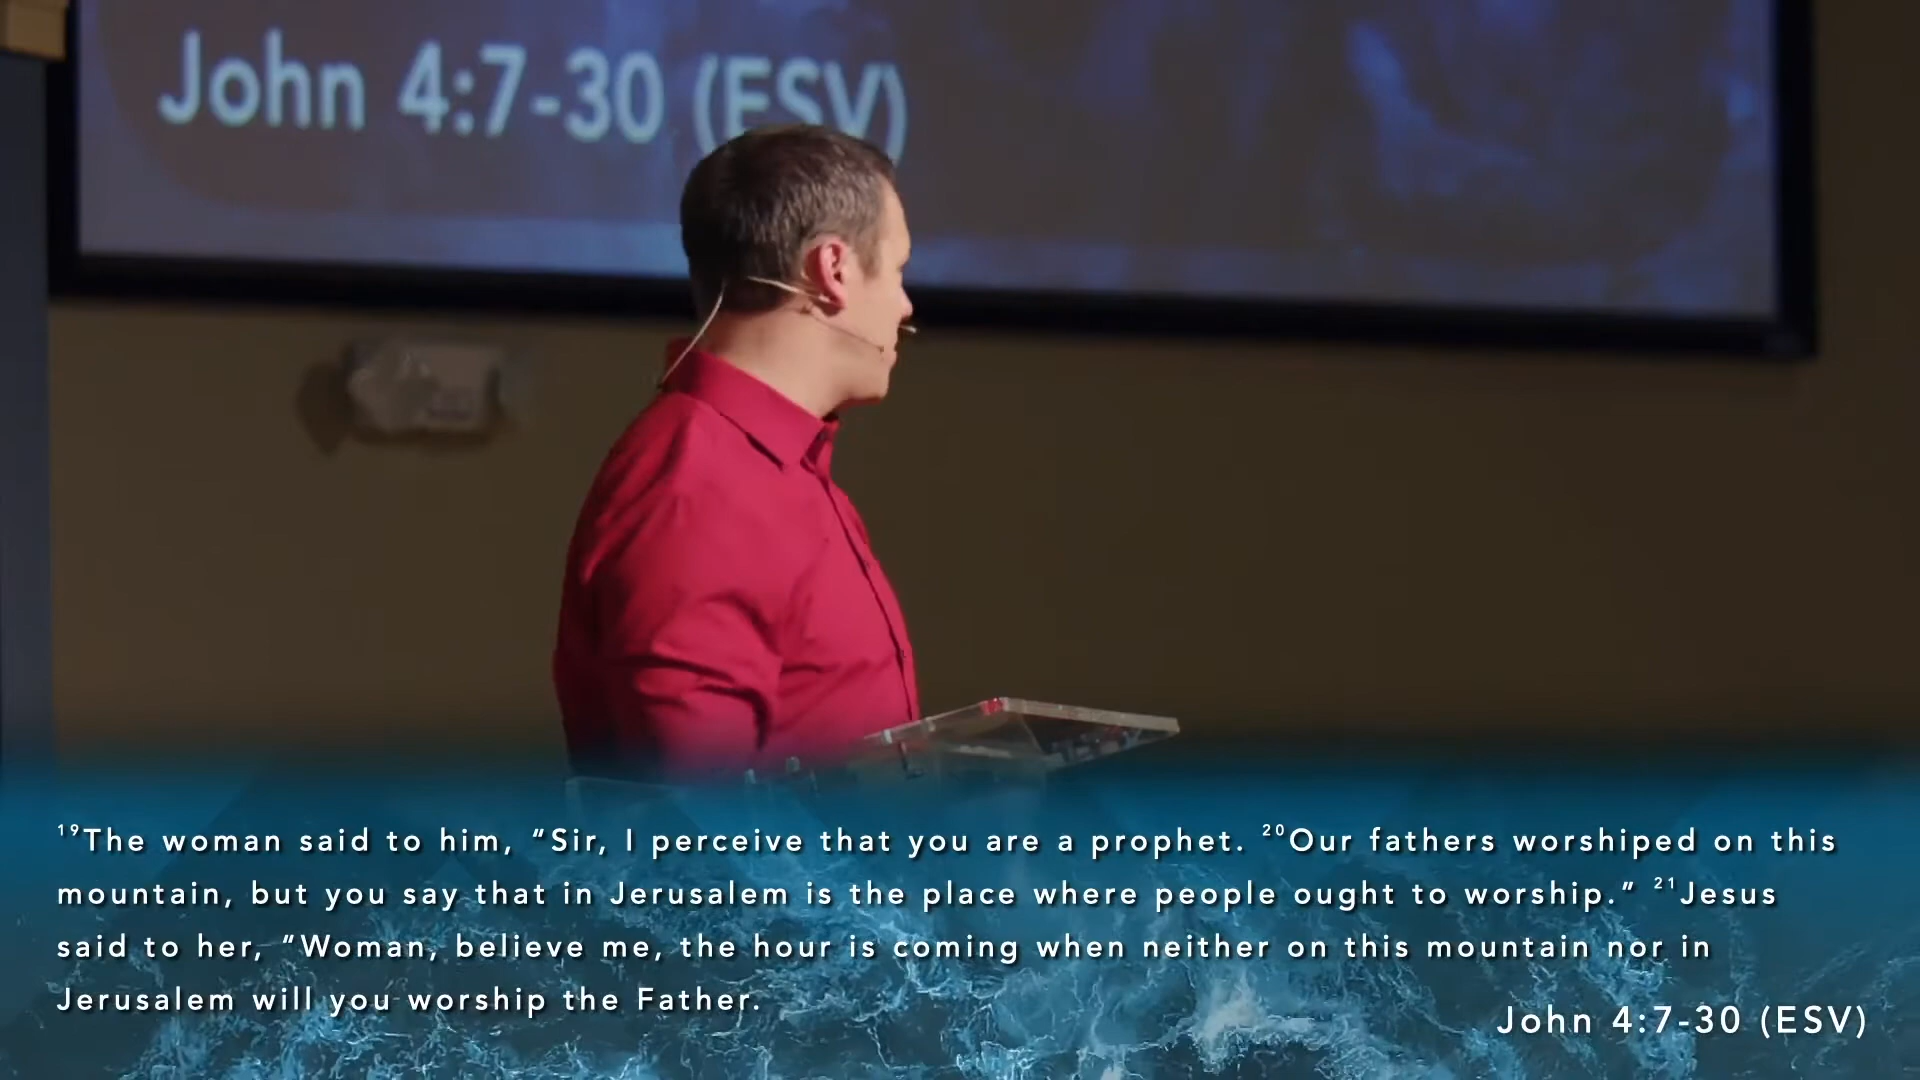 John 4:7-30 (ESV)
¹⁹The woman said to him, “Sir, I perceive that you are a prophet. ²⁰Our fathers worshiped on this
mountain, but you say that in Jerusalem is the place where people ought to worship.” ²¹Jesus
said to her, “Woman, believe me, the hour is coming when neither on this mountain nor in
Jerusalem will you worship the Father.
John 4:7-30 (ESV)